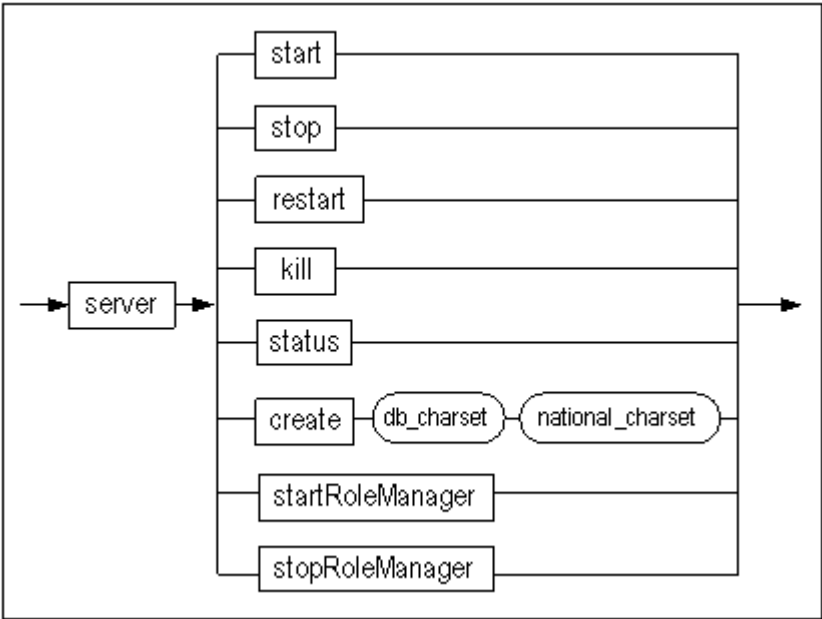 start
stop
restart
kill
server
status
create db_charset national_charset
startRoleManager
stopRoleManager